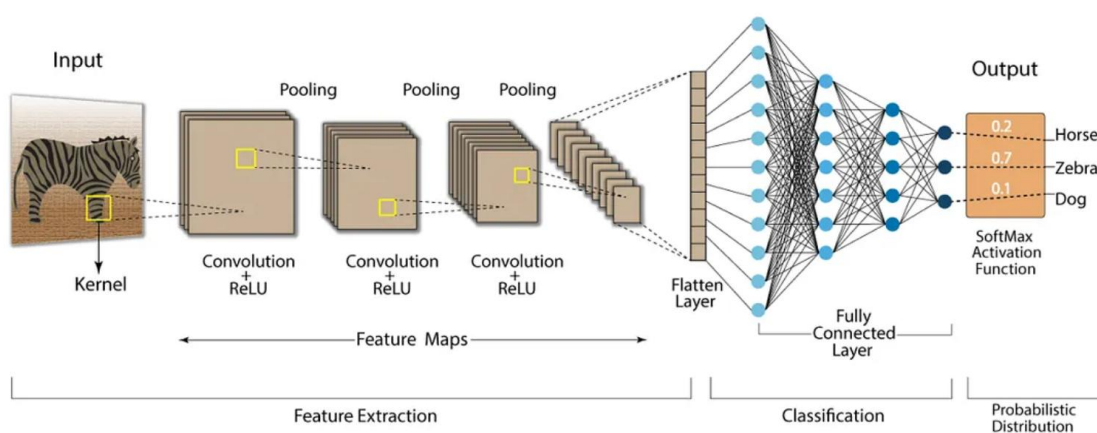 Input
Kernel
Pooling
Pooling
Pooling
Convolution
+
ReLU
Convolution
+
ReLU
Convolution
+
ReLU
Feature Maps
Flatten
Layer
Fully
Connected
Layer
Output
0.2
0.7
0.1
Horse
Zebra
Dog
SoftMax
Activation
Function
Feature Extraction
Classification
Probabilistic
Distribution